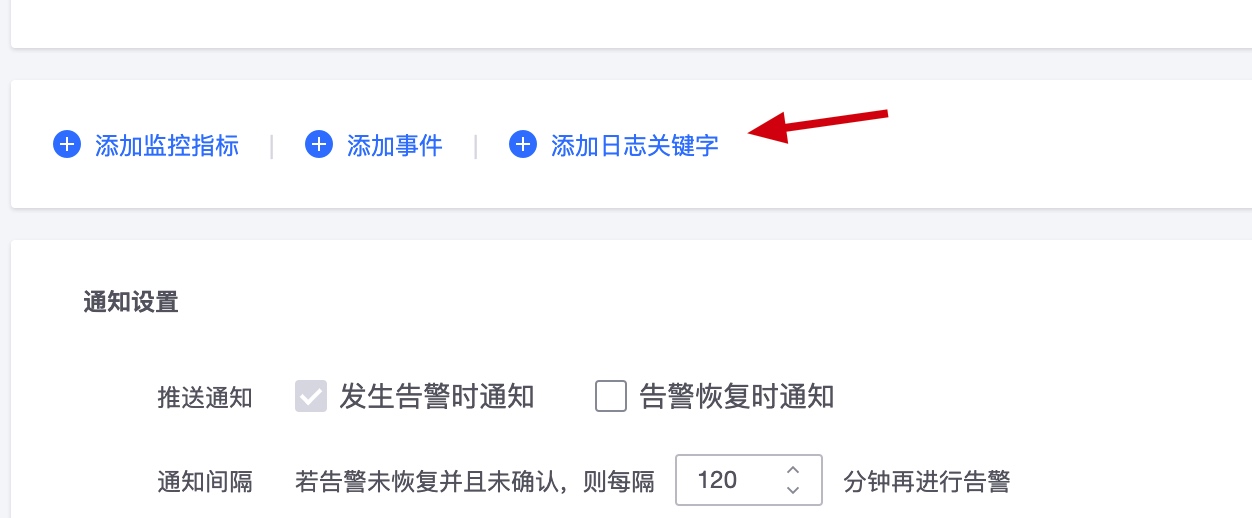 添加监控指标 | 添加事件 | 添加日志关键字
通知设置
推送通知 发生告警时通知 告警恢复时通知
通知间隔 若告警未恢复并且未确认，则每隔 120 分钟再进行告警